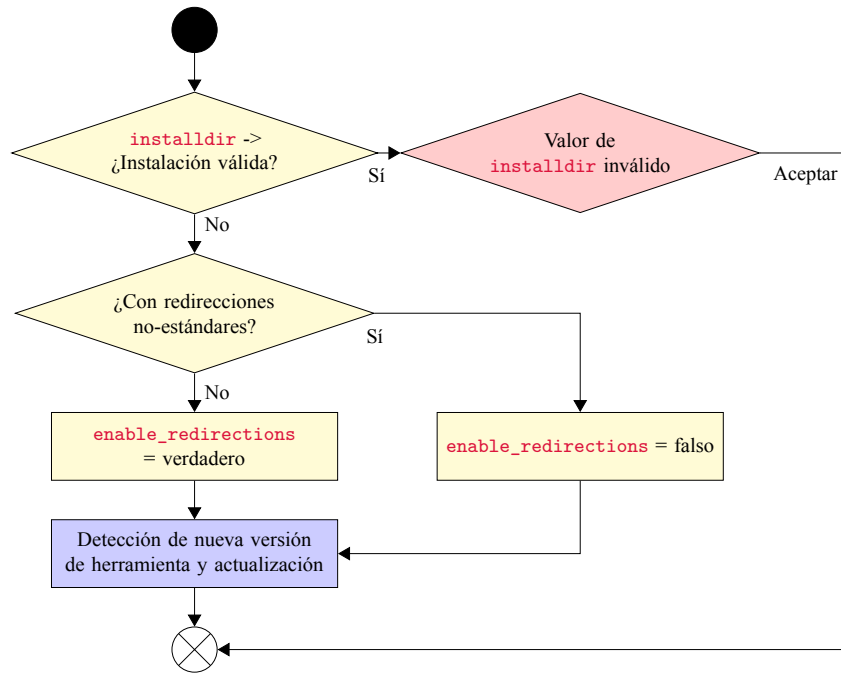 installdir ->
¿Instalación válida?
Sí
Valor de
installdir inválido
Aceptar
No
¿Con redirecciones
no-estándares?
Sí
No
enable_redirections
= verdadero
enable_redirections = falso
Detección de nueva versión
de herramienta y actualización